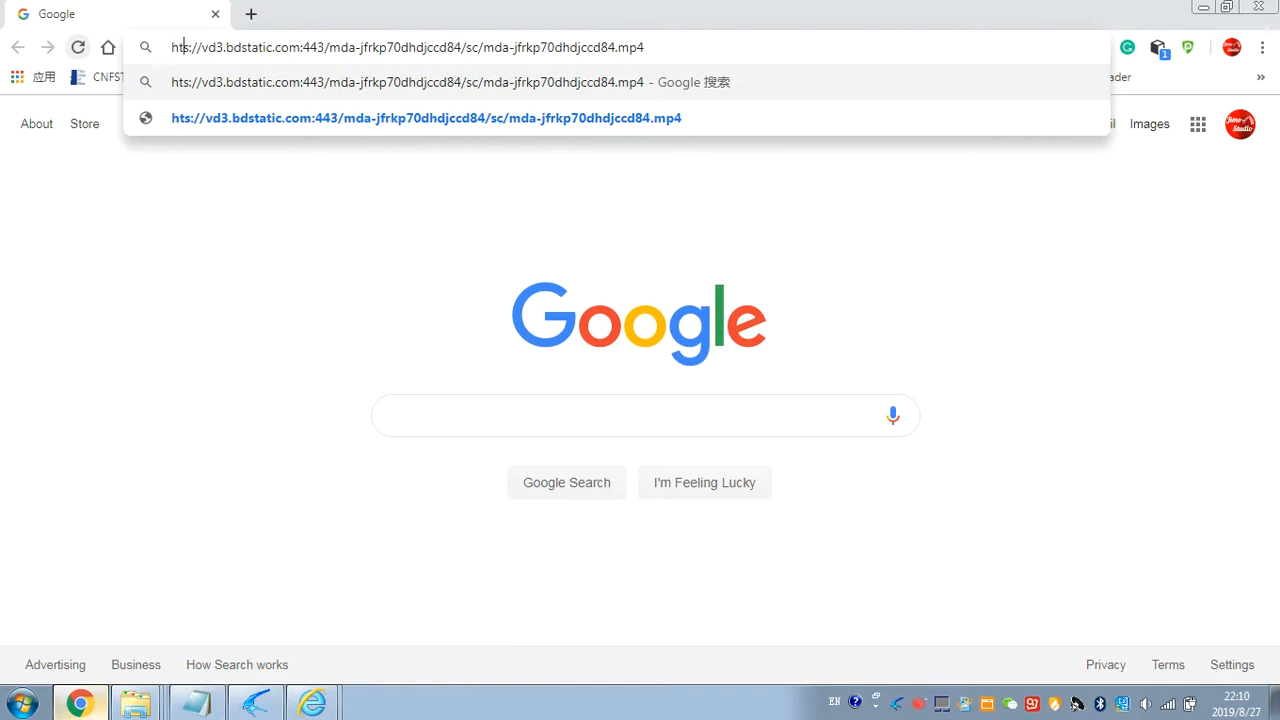 Google
hts://vd3.bdstatic.com:443/mda-jfrkp70dhdjccd84/sc/mda-jfrkp70dhdjccd84.mp4
1
hts://vd3.bdstatic.com:443/mda-jfrkp70dhdjccd84/sc/mda-jfrkp70dhdjccd84.mp4 - Google 搜索
应用 CNFST ader »
hts://vd3.bdstatic.com:443/mda-jfrkp70dhdjccd84/sc/mda-jfrkp70dhdjccd84.mp4
About Store il Images
Google
Google Search I'm Feeling Lucky
Advertising Business How Search works Privacy Terms Settings
EN 22:10
2019/8/27